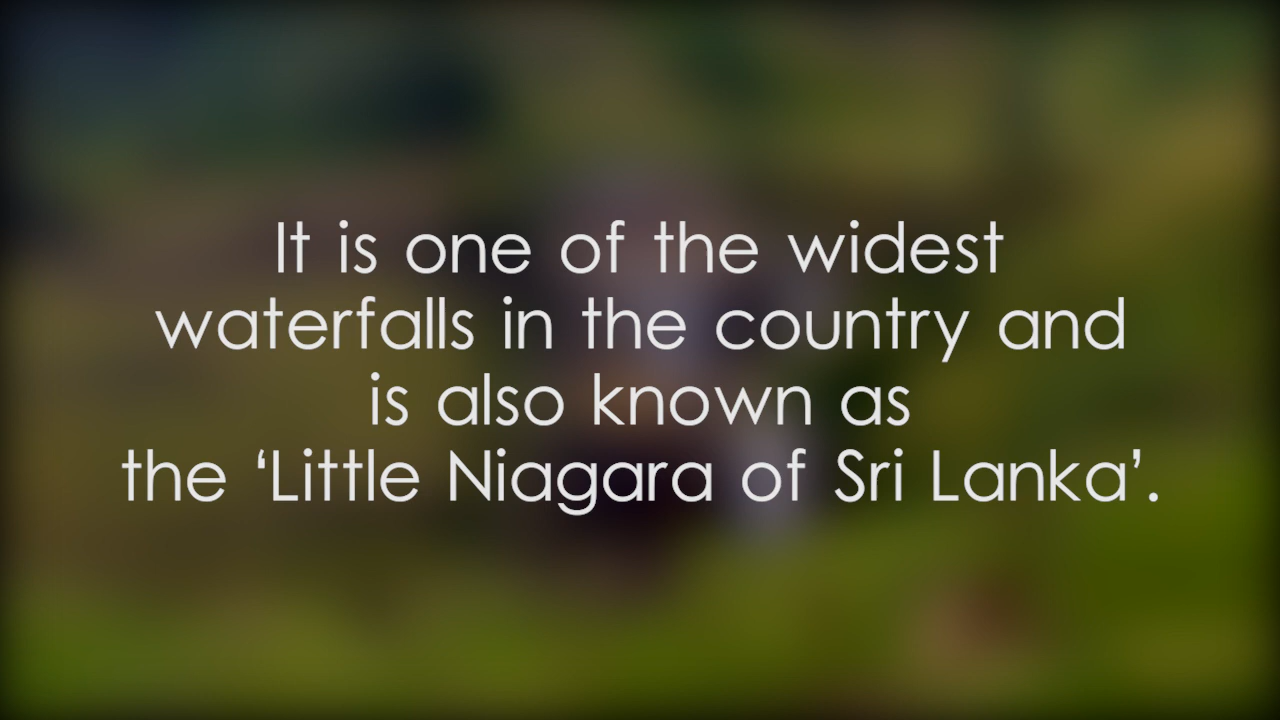 It is one of the widest
waterfalls in the country and
is also known as
the ‘Little Niagara of Sri Lanka’.